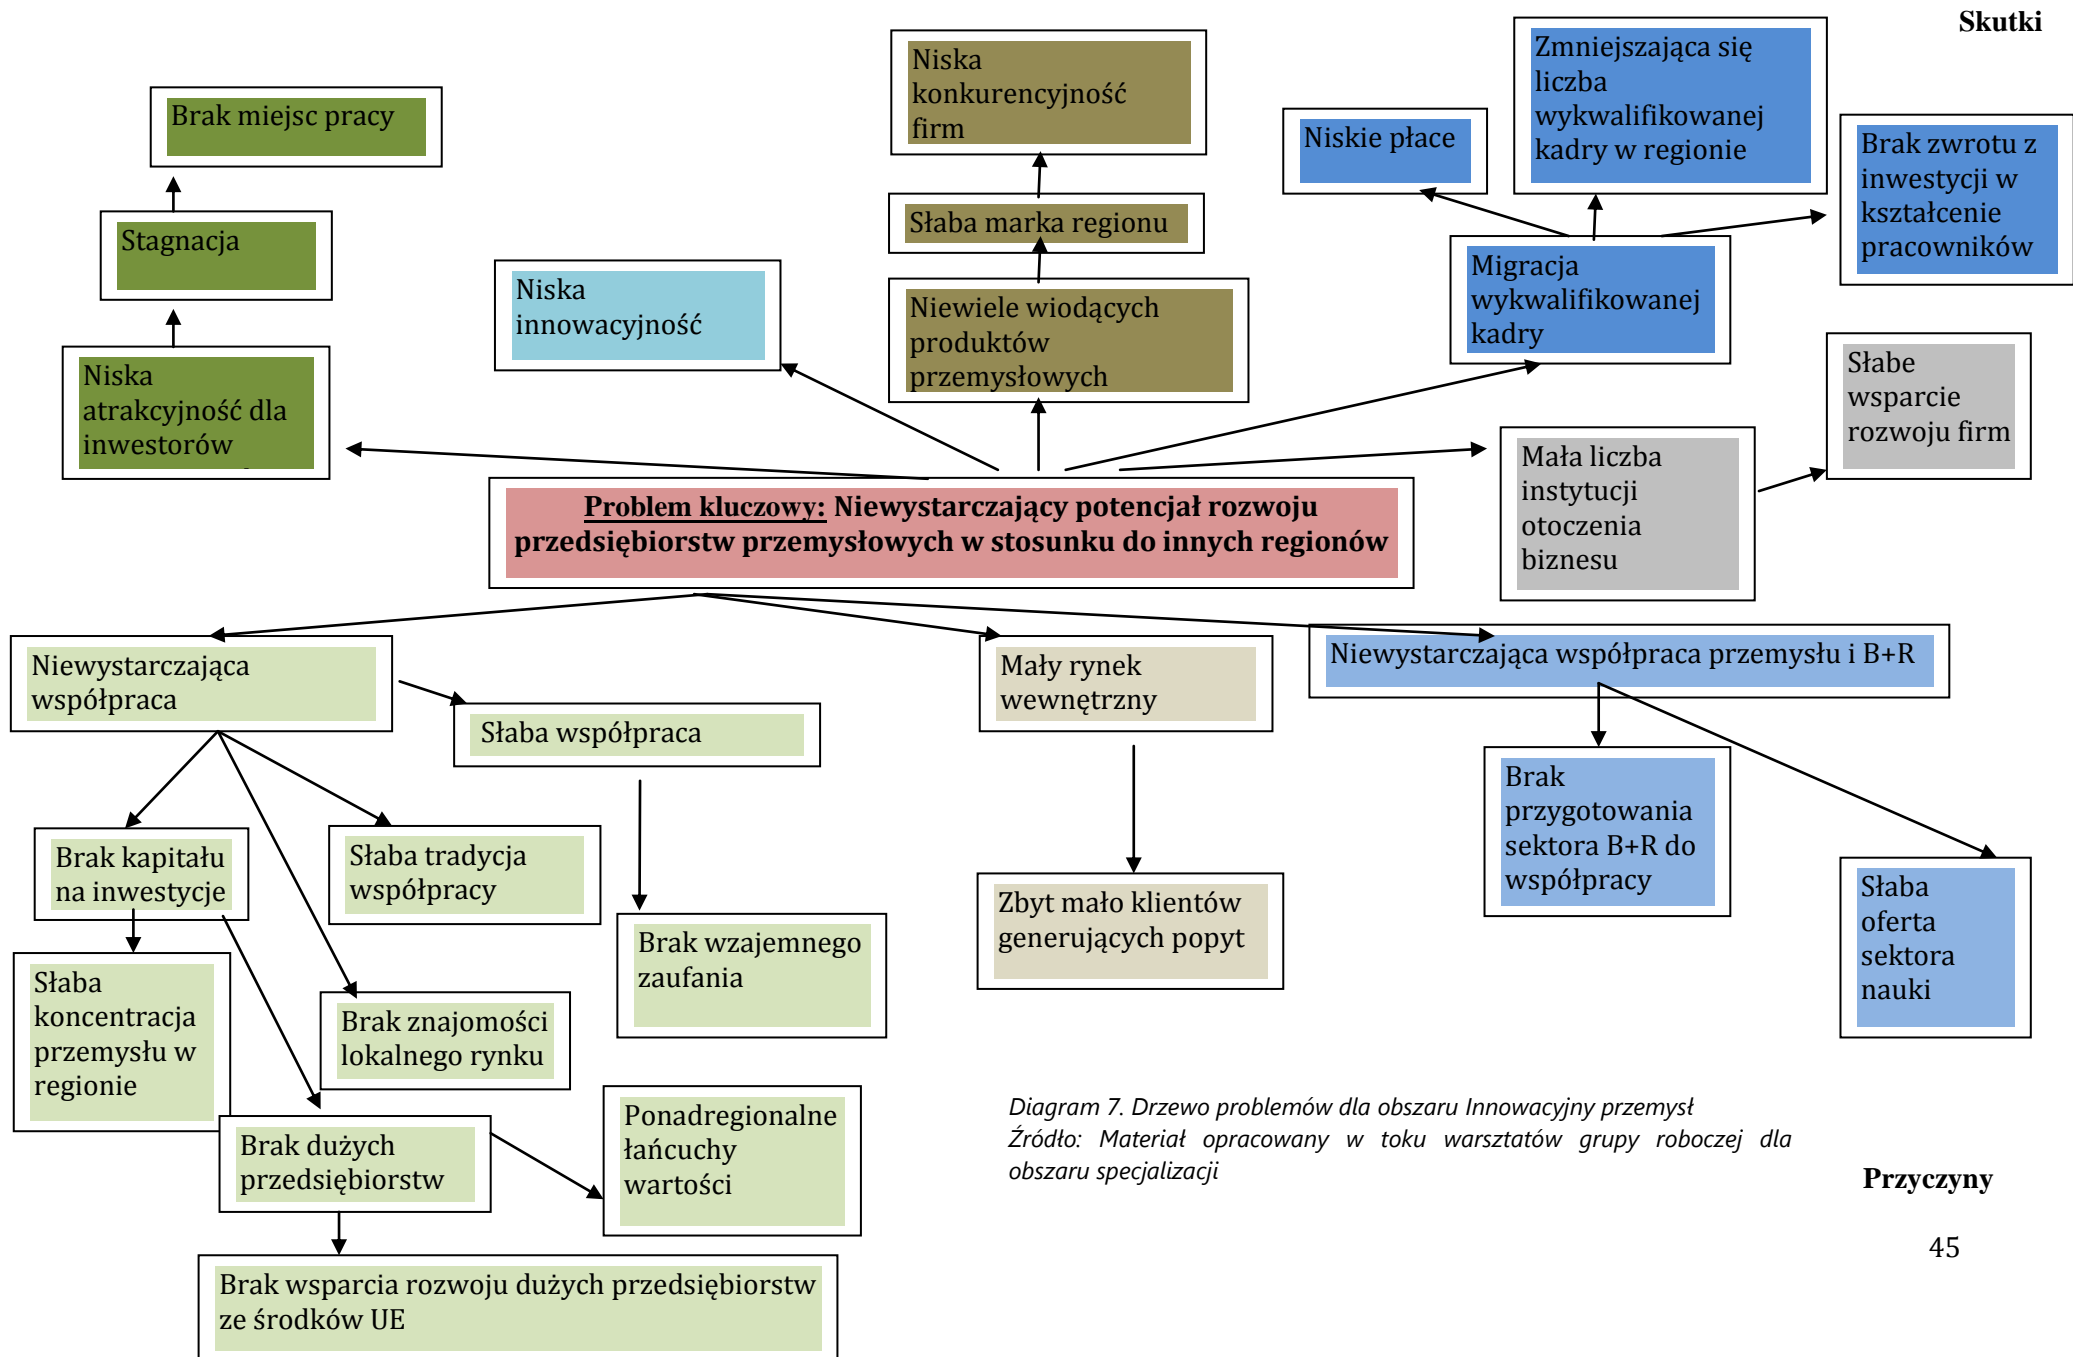 Skutki
Brak miejsc pracy
Stagnacja
Niska
atrakcyjność dla
inwestorów
Niska
innowacyjność
Niska
konkurencyjność
firm
Słaba marka regionu
Niewiele wiodących
produktów
przemysłowych
Niskie płace
Zmniejszająca się
liczba
wykwalifikowanej
kadry w regionie
Brak zwrotu z
inwestycji w
kształcenie
pracowników
Migracja
wykwalifikowanej
kadry
Słabe
wsparcie
rozwoju firm
Mała liczba
instytucji
otoczenia
biznesu
Problem kluczowy: Niewystarczający potencjał rozwoju
przedsiębiorstw przemysłowych w stosunku do innych regionów
Niewystarczająca
współpraca
Słaba współpraca
Mały rynek
wewnętrzny
Niewystarczająca współpraca przemysłu i B+R
Brak kapitału
na inwestycje
Słaba tradycja
współpracy
Brak wzajemnego
zaufania
Zbyt mało klientów
generujących popyt
Brak
przygotowania
sektora B+R do
współpracy
Słaba
oferta
sektora
nauki
Słaba
koncentracja
przemysłu w
regionie
Brak znajomości
lokalnego rynku
Brak dużych
przedsiębiorstw
Ponadregionalne
łańcuchy
wartości
Brak wsparcia rozwoju dużych przedsiębiorstw
ze środków UE
Diagram 7. Drzewo problemów dla obszaru Innowacyjny przemysł
Źródło: Materiał opracowany w toku warsztatów grupy roboczej dla
obszaru specjalizacji
Przyczyny
45